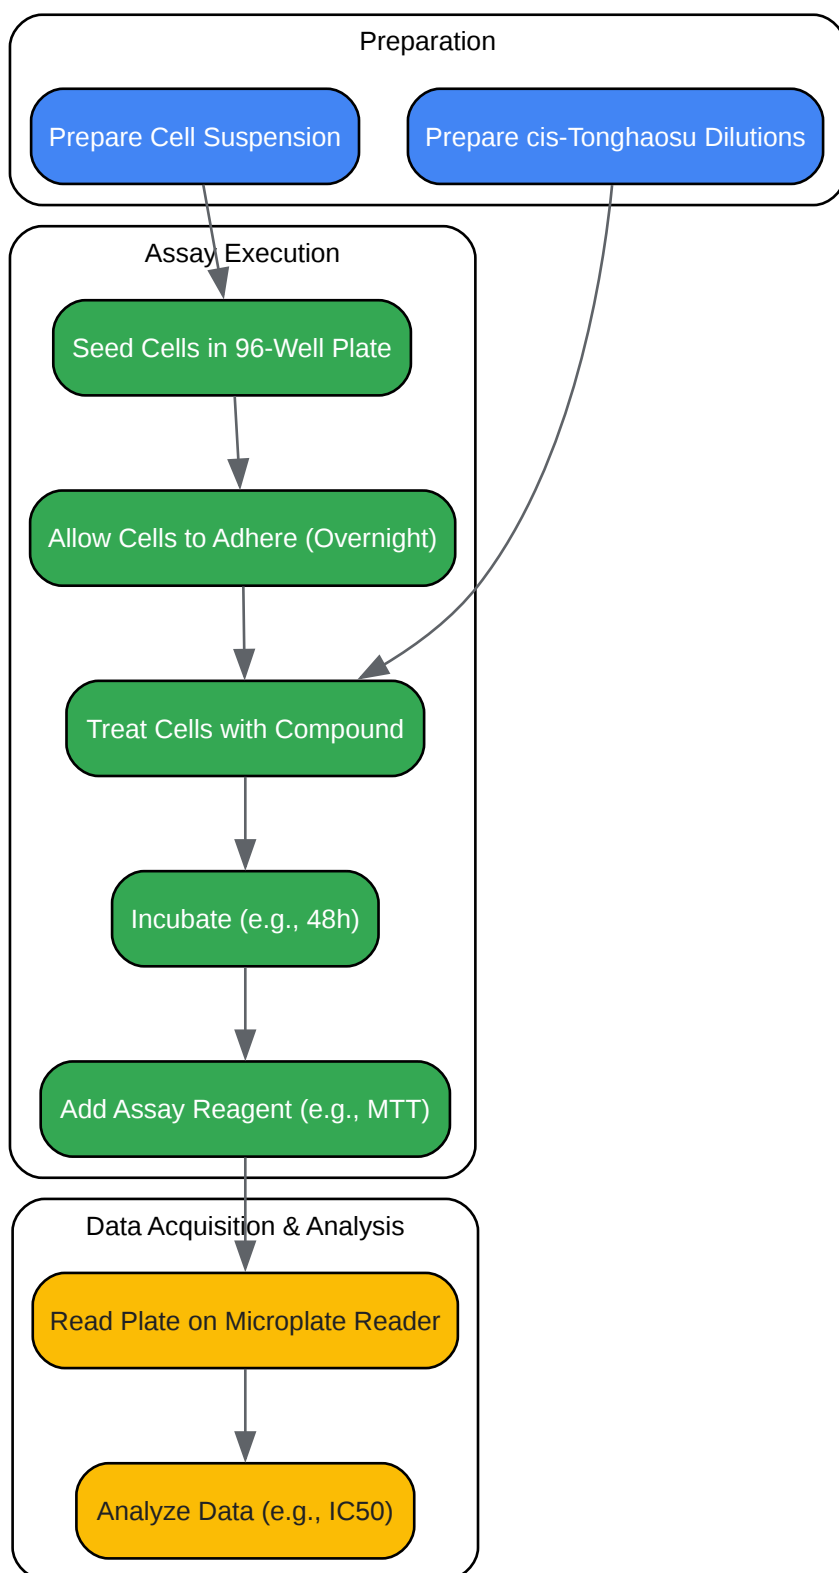 Preparation
Prepare Cell Suspension
Prepare cis-Tonghaosu Dilutions
Assay Execution
Seed Cells in 96-Well Plate
Allow Cells to Adhere (Overnight)
Treat Cells with Compound
Incubate (e.g., 48h)
Add Assay Reagent (e.g., MTT)
Data Acquisition & Analysis
Read Plate on Microplate Reader
Analyze Data (e.g., IC50)